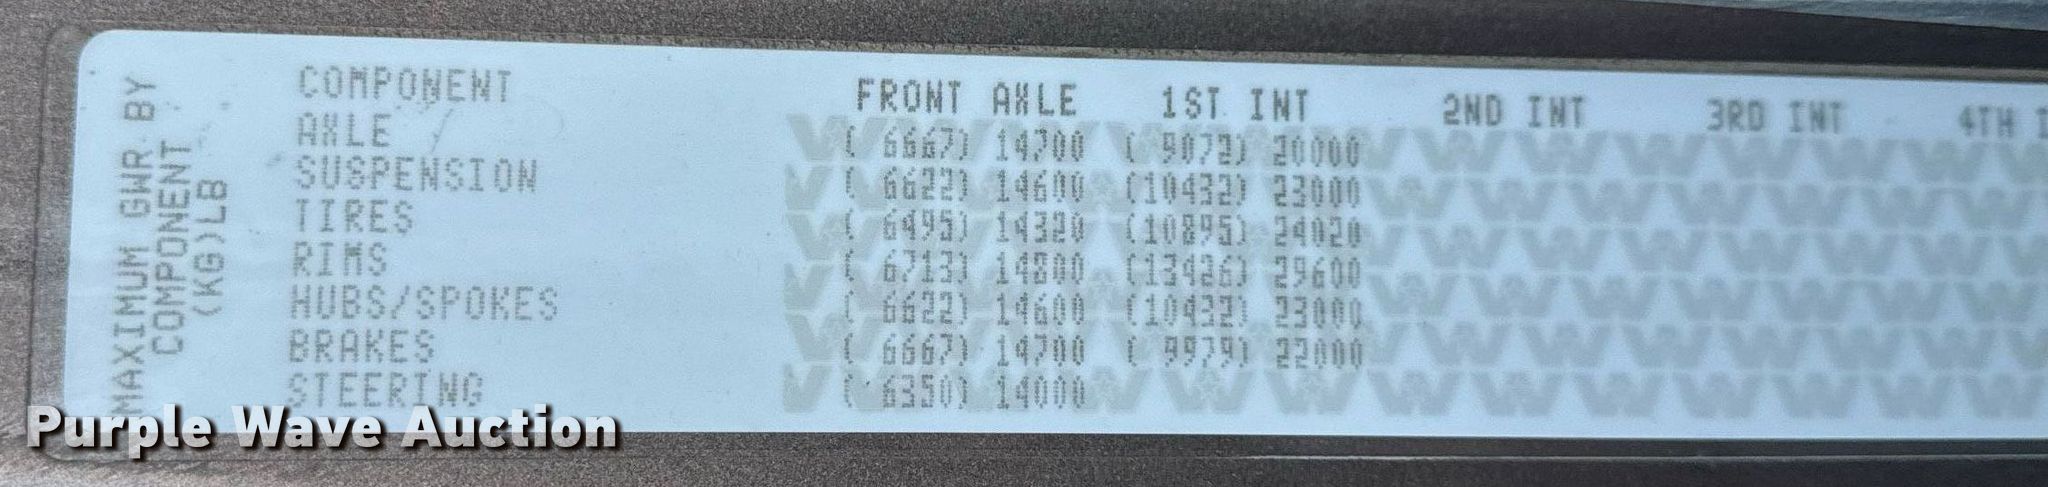 MAXIMUM GWR BY
COMPONENT
(KG)LB
COMPONENT FRONT AXLE 1ST INT 2ND INT 3RD INT 4TH
AXLE ( 6667) 14700 ( 9072) 20000
SUSPENSION ( 6622) 14600 (10432) 23000
TIRES ( 6495) 14320 (10895) 24020
RIMS ( 6713) 14800 (13426) 29600
HUBS/SPOKES ( 6622) 14600 (10432) 23000
BRAKES ( 6667) 14700 ( 9979) 22000
STEERING ( 6350) 14000
Purple Wave Auction